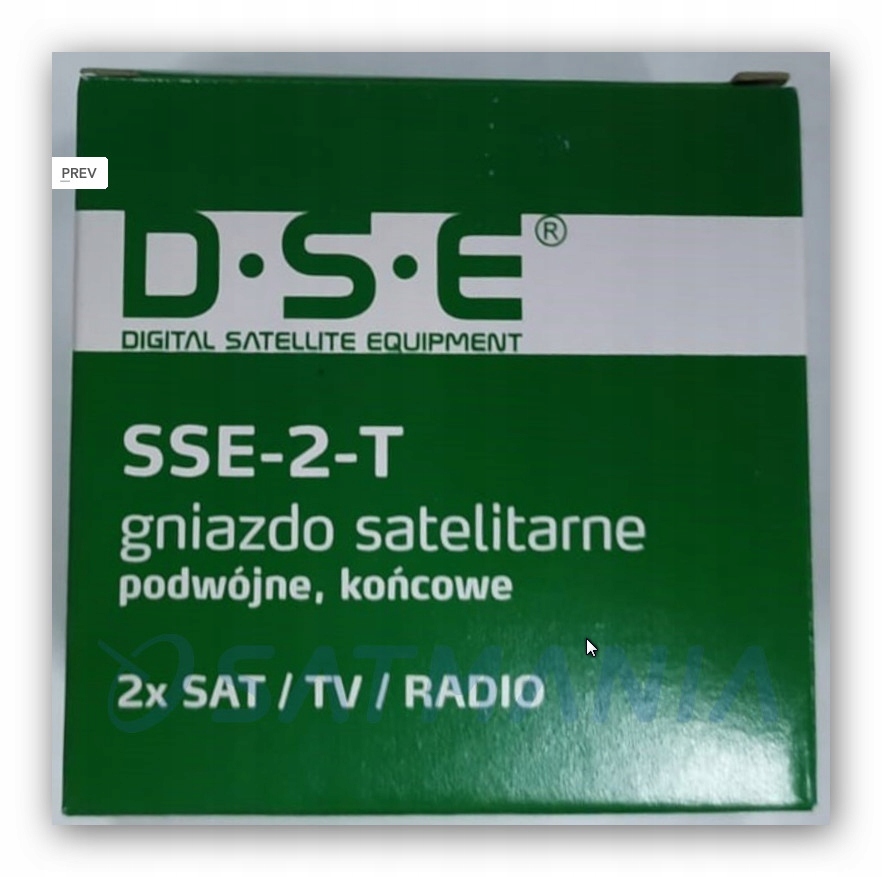 PREV
D·S·E®
DIGITAL SATELLITE EQUIPMENT
SSE-2-T
gniazdo satelitarne
podwójne, końcowe
2x SAT / TV / RADIO
SATMANIA